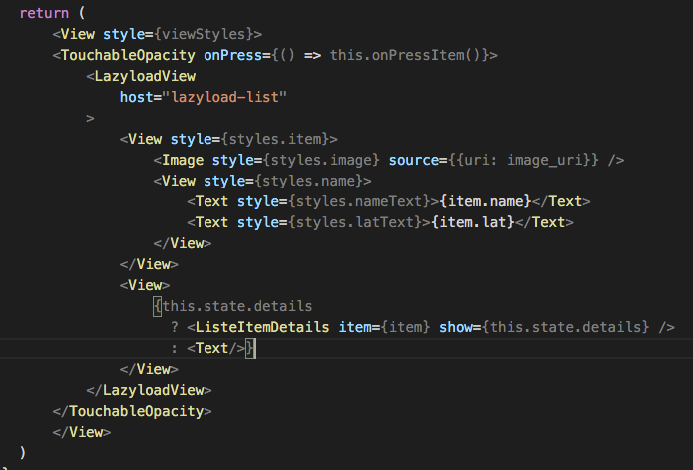 return (
    <View style={viewStyles}>
    <TouchableOpacity onPress={() => this.onPressItem()}>
        <LazyloadView
            host="lazyload-list"
        >
            <View style={styles.item}>
                <Image style={styles.image} source={{uri: image_uri}} />
                <View style={styles.name}>
                    <Text style={styles.nameText}>{item.name}</Text>
                    <Text style={styles.latText}>{item.lat}</Text>
                </View>
            </View>
            <View>
                {this.state.details
                  ? <ListeItemDetails item={item} show={this.state.details} />
                  : <Text/>}
            </View>
        </LazyloadView>
    </TouchableOpacity>
    </View>
)